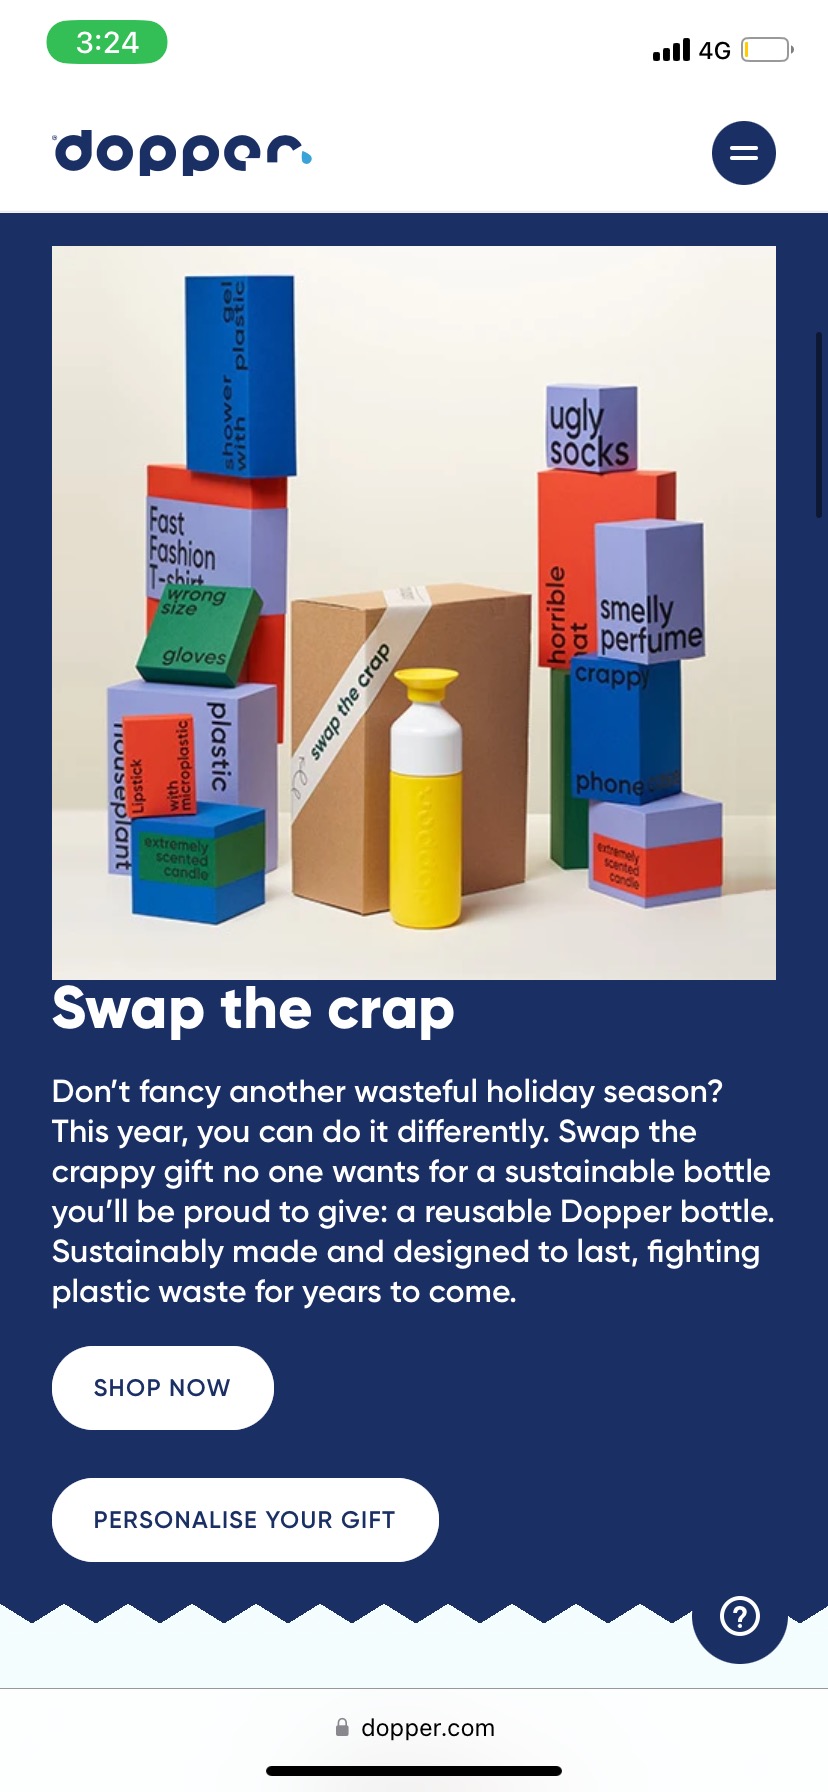 3:24
4G
dopper
shower gel
with plastic
Fast
Fashion
T-shirt
wrong
size
gloves
plastic
houseplant
Lipstick
with
microplastic
extremely
scented
candle
swap the crap
dopper
ugly
socks
horrible
hat
smelly
perfume
crappy
phone
extremely
scented
candle
Swap the crap
Don't fancy another wasteful holiday season?
This year, you can do it differently. Swap the
crappy gift no one wants for a sustainable bottle
you'll be proud to give: a reusable Dopper bottle.
Sustainably made and designed to last, fighting
plastic waste for years to come.
SHOP NOW
PERSONALISE YOUR GIFT
?
dopper.com